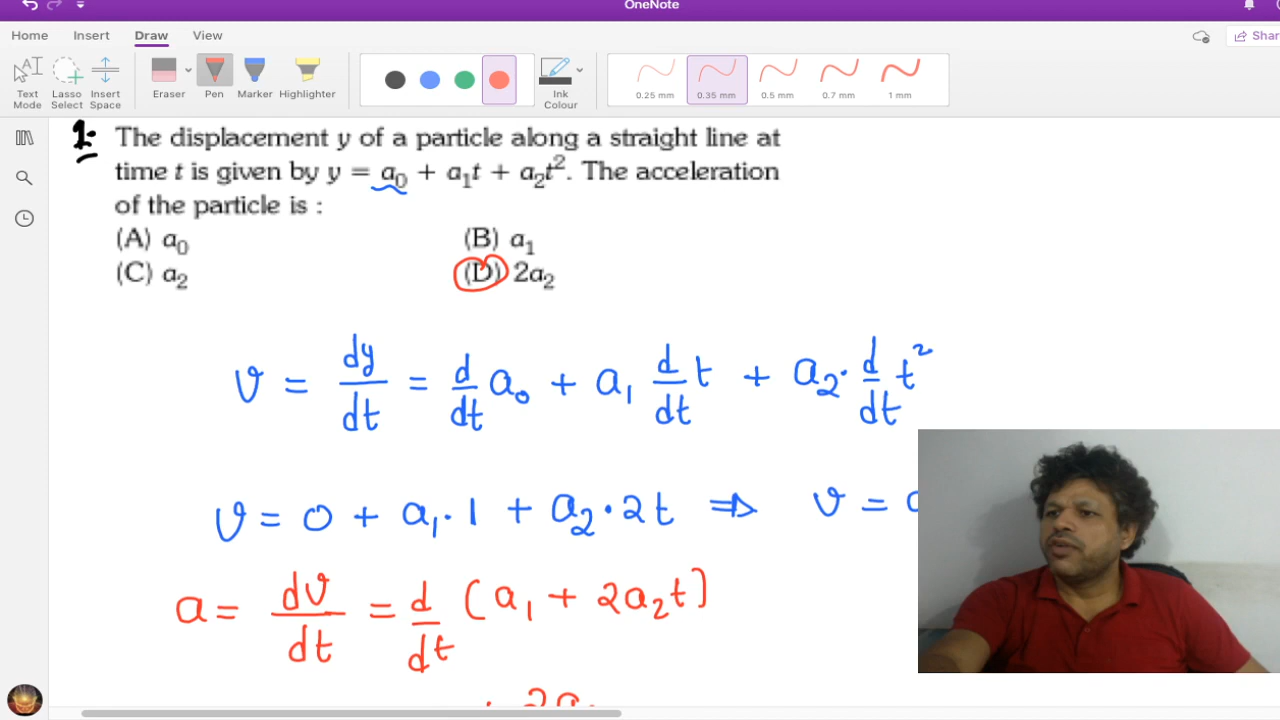 OneNote
Home Insert Draw View
Shar
Text Mode
Lasso Select
Insert Space
Eraser
Pen
Marker
Highlighter
Ink Colour
0.25 mm
0.35 mm
0.5 mm
0.7 mm
1 mm
1. The displacement y of a particle along a straight line at
time t is given by y = a₀ + a₁t + a₂t². The acceleration
of the particle is :
(A) a₀ (B) a₁
(C) a₂ (D) 2a₂
v = dy/dt = d/dt a₀ + a₁ d/dt t + a₂· d/dt t²
v = 0 + a₁·1 + a₂·2t ⇒ v =
a = dv/dt = d/dt (a₁ + 2a₂t)